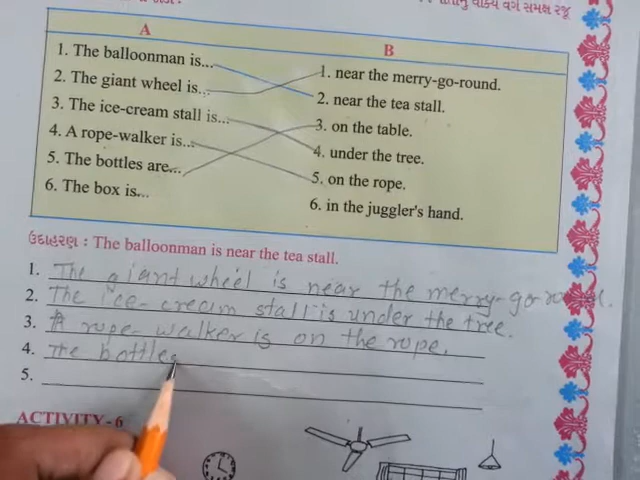 વાક્ય વર્ગ સમક્ષ રજૂ
A
B
1. The balloonman is...
1. near the merry-go-round.
2. The giant wheel is...
2. near the tea stall.
3. The ice-cream stall is...
3. on the table.
4. A rope-walker is...
4. under the tree.
5. The bottles are...
5. on the rope.
6. The box is...
6. in the juggler's hand.
ઉદાહરણ : The balloonman is near the tea stall.
1. The giant wheel is near the merry-go-round.
2. The ice-cream stall is under the tree.
3. A rope-walker is on the rope.
4. The bottles
5.
ACTIVITY-6